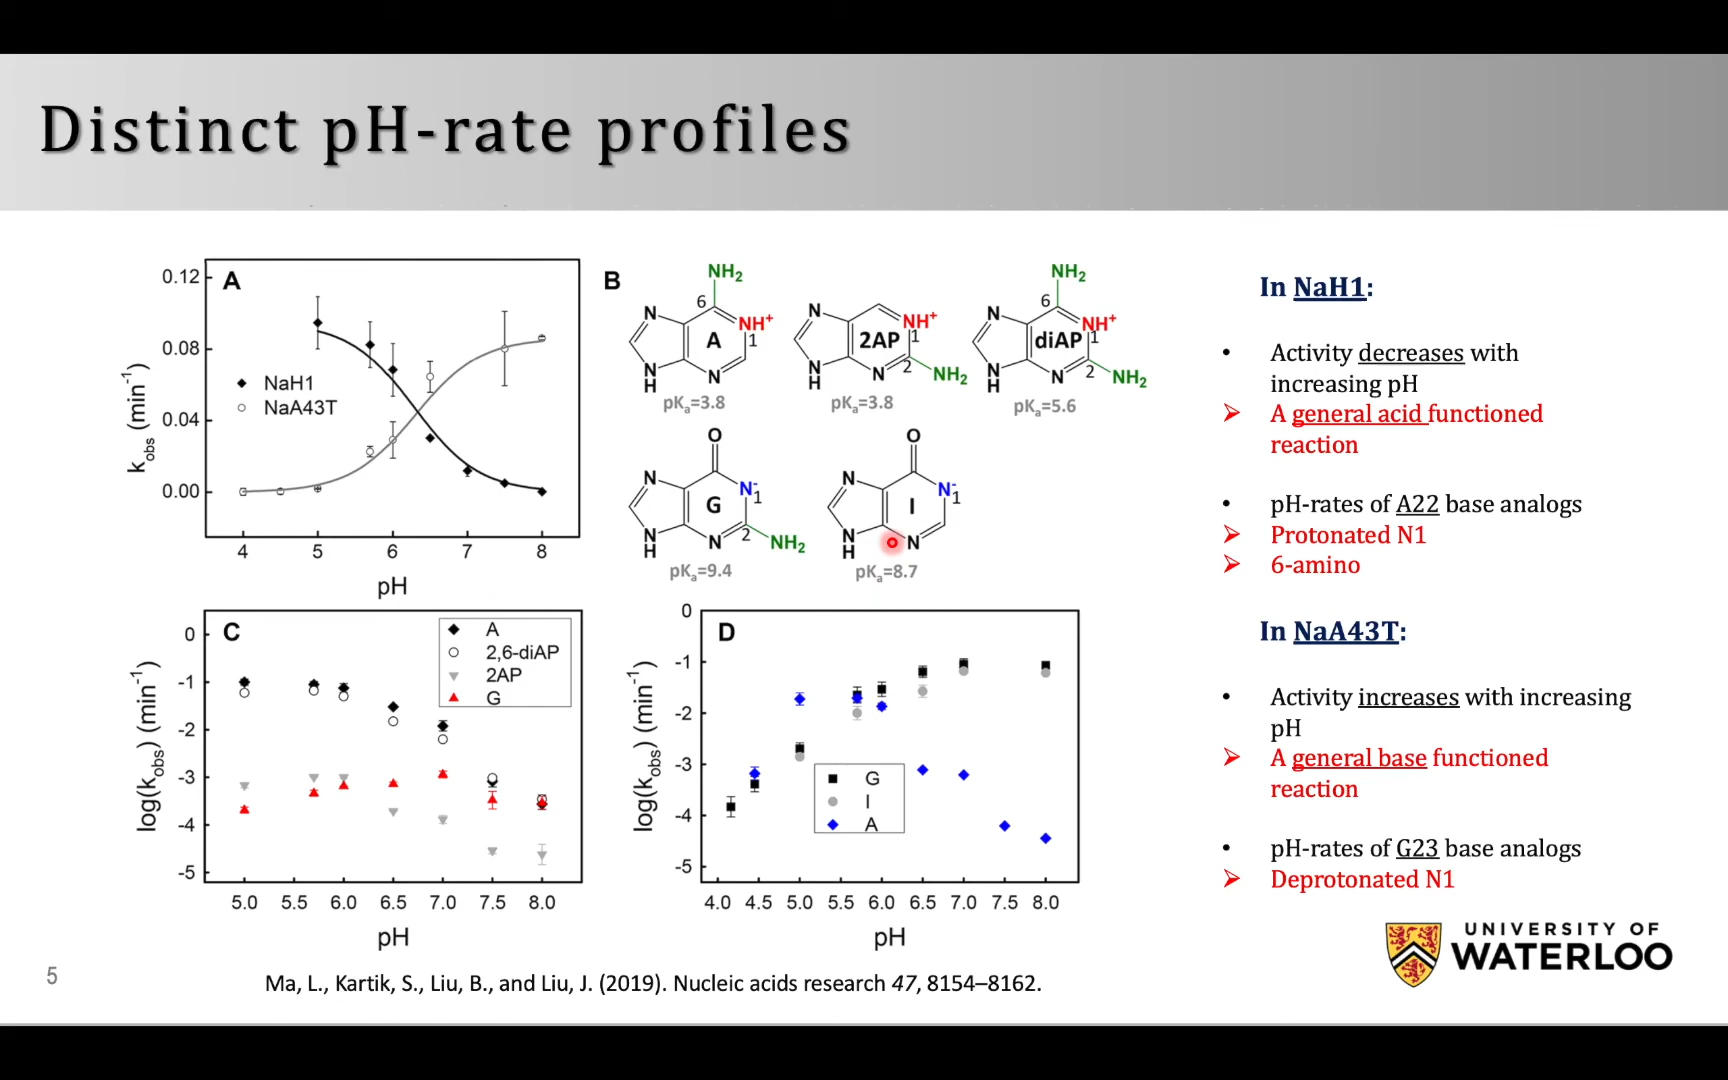 Distinct pH-rate profiles
A
0.12
0.08
0.04
0.00
k_obs (min⁻¹)
NaH1
NaA43T
4 5 6 7 8
pH
B
NH₂
6
N
NH⁺
A
1
N
H
N
pKₐ=3.8
N
NH⁺
2AP
1
N
H
N
2
NH₂
pKₐ=3.8
NH₂
6
N
NH⁺
diAP
1
N
H
N
2
NH₂
pKₐ=5.6
O
N
N⁻
1
G
N
H
N
2
NH₂
pKₐ=9.4
O
N
N⁻
1
I
N
H
N
pKₐ=8.7
C
0
-1
-2
-3
-4
-5
log(k_obs) (min⁻¹)
A
2,6-diAP
2AP
G
5.0 5.5 6.0 6.5 7.0 7.5 8.0
pH
D
0
-1
-2
-3
-4
-5
log(k_obs) (min⁻¹)
G
I
A
4.0 4.5 5.0 5.5 6.0 6.5 7.0 7.5 8.0
pH
In NaH1:
• Activity decreases with
increasing pH
➢ A general acid functioned
reaction
• pH-rates of A22 base analogs
➢ Protonated N1
➢ 6-amino
In NaA43T:
• Activity increases with increasing
pH
➢ A general base functioned
reaction
• pH-rates of G23 base analogs
➢ Deprotonated N1
UNIVERSITY OF
WATERLOO
5
Ma, L., Kartik, S., Liu, B., and Liu, J. (2019). Nucleic acids research 47, 8154–8162.